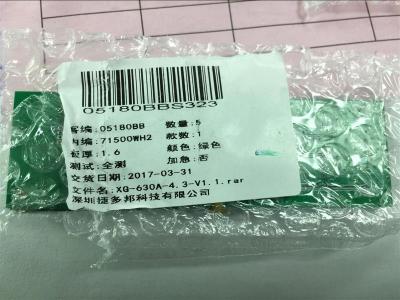 05180BBS323
客编:05180BB 数量:5
内编:71500WH2 款数:1
板厚:1.6 颜色:绿色
测试:全测 加急:否
交货日期:2017-03-31
文件名:XG-630A-4.3-V1.1.rar
深圳捷多邦科技有限公司